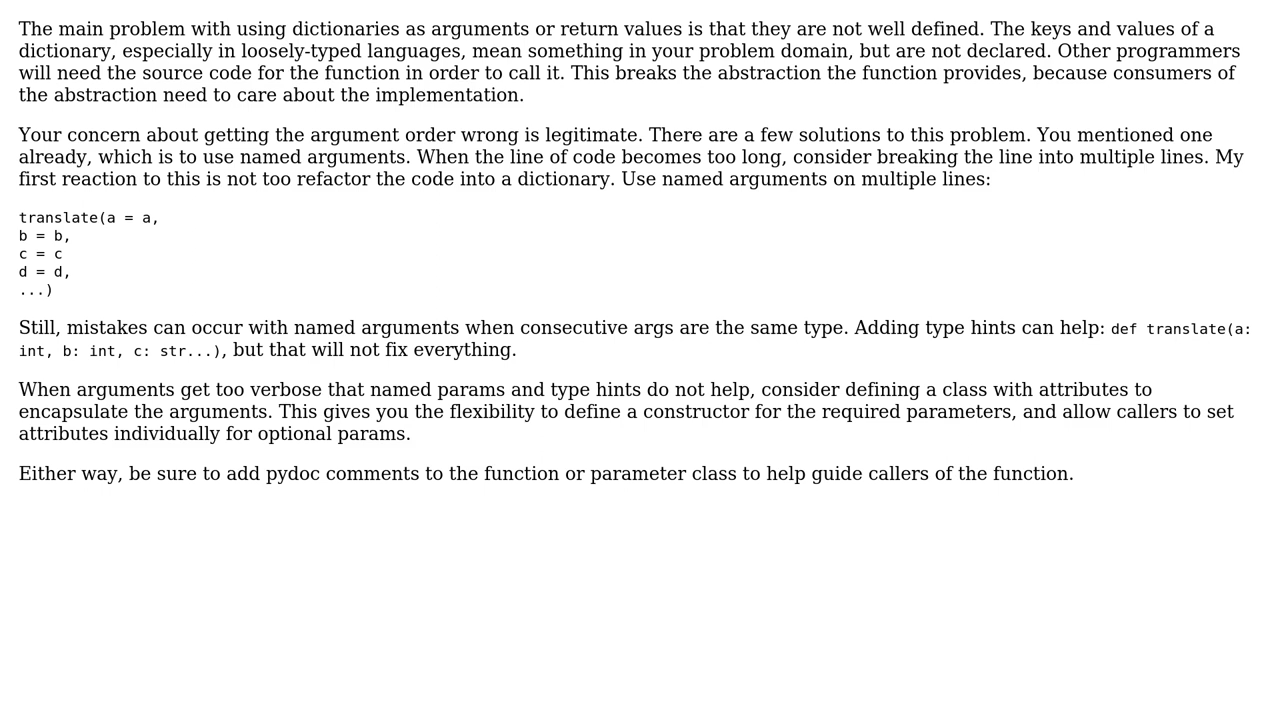 The main problem with using dictionaries as arguments or return values is that they are not well defined. The keys and values of a
dictionary, especially in loosely-typed languages, mean something in your problem domain, but are not declared. Other programmers
will need the source code for the function in order to call it. This breaks the abstraction the function provides, because consumers of
the abstraction need to care about the implementation.
Your concern about getting the argument order wrong is legitimate. There are a few solutions to this problem. You mentioned one
already, which is to use named arguments. When the line of code becomes too long, consider breaking the line into multiple lines. My
first reaction to this is not too refactor the code into a dictionary. Use named arguments on multiple lines:
translate(a = a,
b = b,
c = c
d = d,
...)
Still, mistakes can occur with named arguments when consecutive args are the same type. Adding type hints can help: def translate(a:
int, b: int, c: str...), but that will not fix everything.
When arguments get too verbose that named params and type hints do not help, consider defining a class with attributes to
encapsulate the arguments. This gives you the flexibility to define a constructor for the required parameters, and allow callers to set
attributes individually for optional params.
Either way, be sure to add pydoc comments to the function or parameter class to help guide callers of the function.